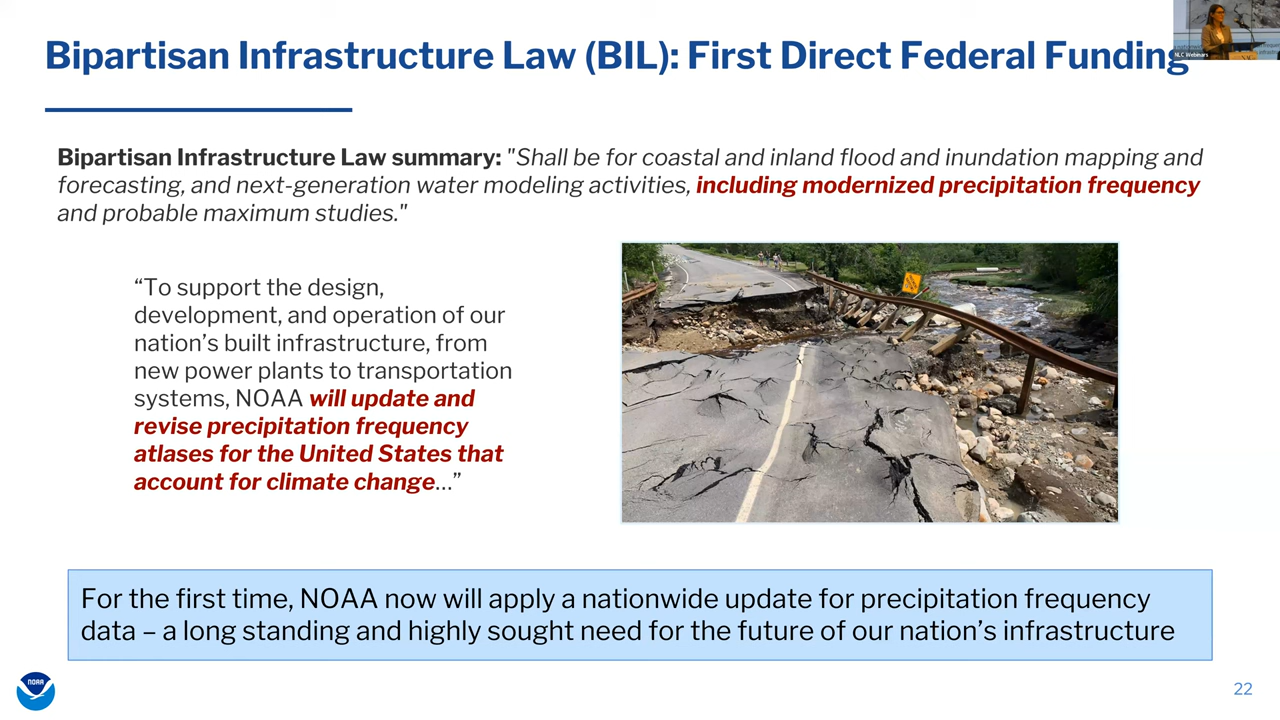 Bipartisan Infrastructure Law (BIL): First Direct Federal Funding
NLC Webinars
Bipartisan Infrastructure Law summary: "Shall be for coastal and inland flood and inundation mapping and
forecasting, and next-generation water modeling activities, including modernized precipitation frequency
and probable maximum studies."
“To support the design,
development, and operation of our
nation’s built infrastructure, from
new power plants to transportation
systems, NOAA will update and
revise precipitation frequency
atlases for the United States that
account for climate change…”
For the first time, NOAA now will apply a nationwide update for precipitation frequency
data – a long standing and highly sought need for the future of our nation’s infrastructure
NOAA
22